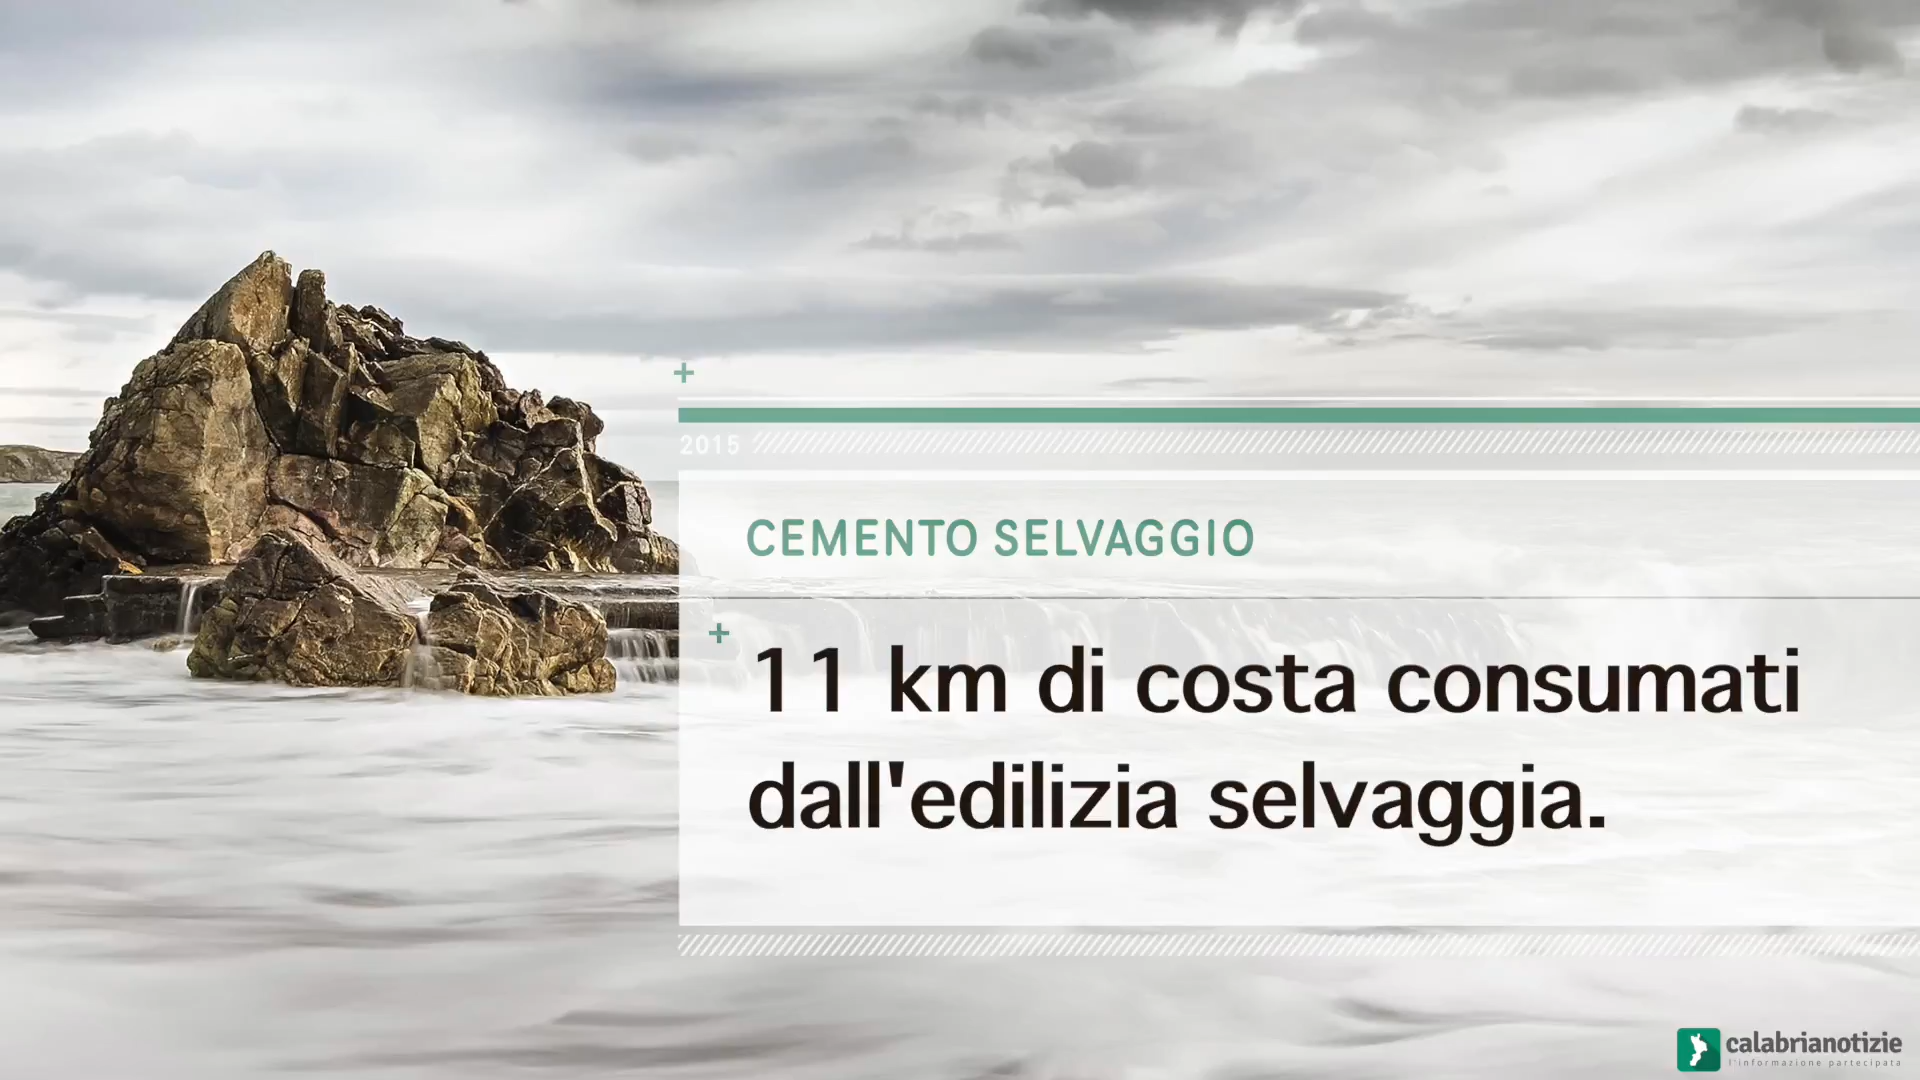 2015
CEMENTO SELVAGGIO
11 km di costa consumati
dall'edilizia selvaggia.
calabrianotizie
l'informazione partecipata